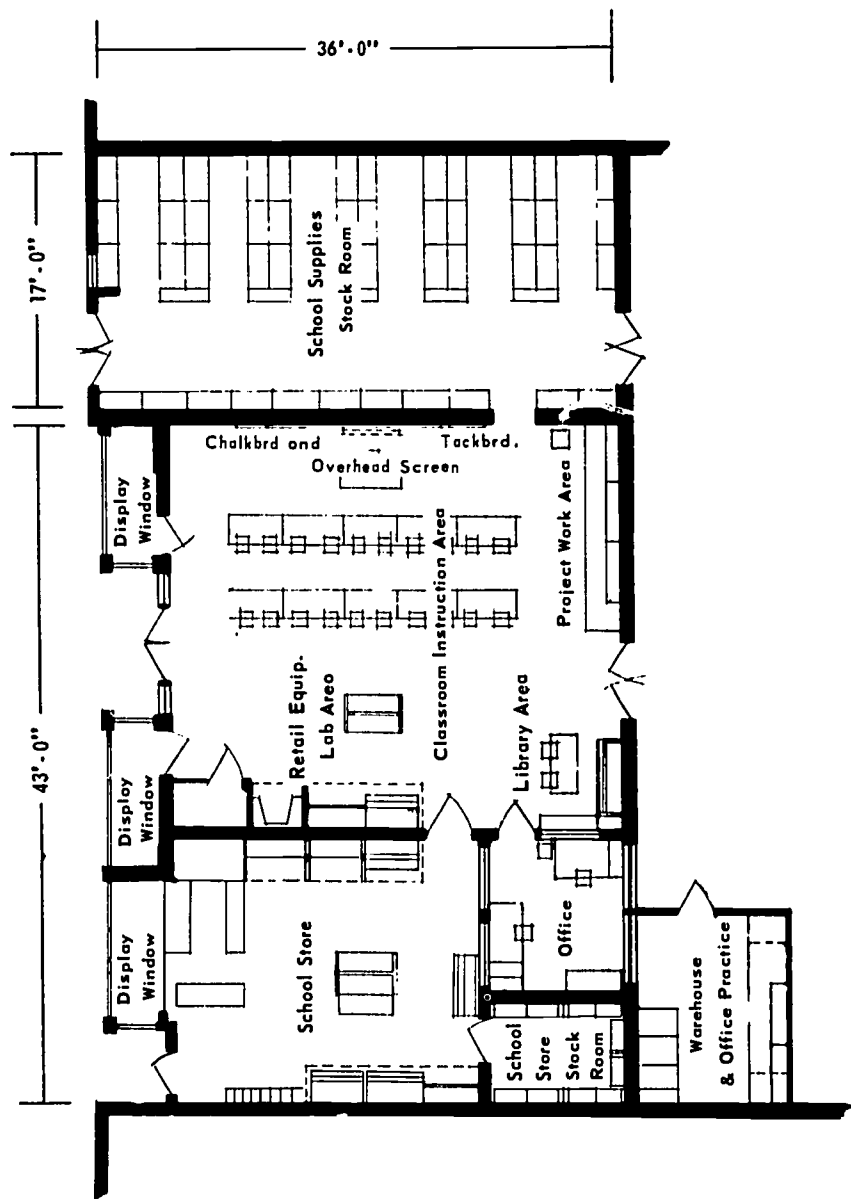 36'-0"
17'-0"
School Supplies
Stock Room
Chalkbrd and Tackbrd.
Overhead Screen
43'-0"
Display
Window
Classroom Instruction Area
Project Work Area
Retail Equip.
Lab Area
Library Area
Display
Window
Display
Window
School Store
Office
School
Store
Stock
Room
Warehouse
& Office Practice